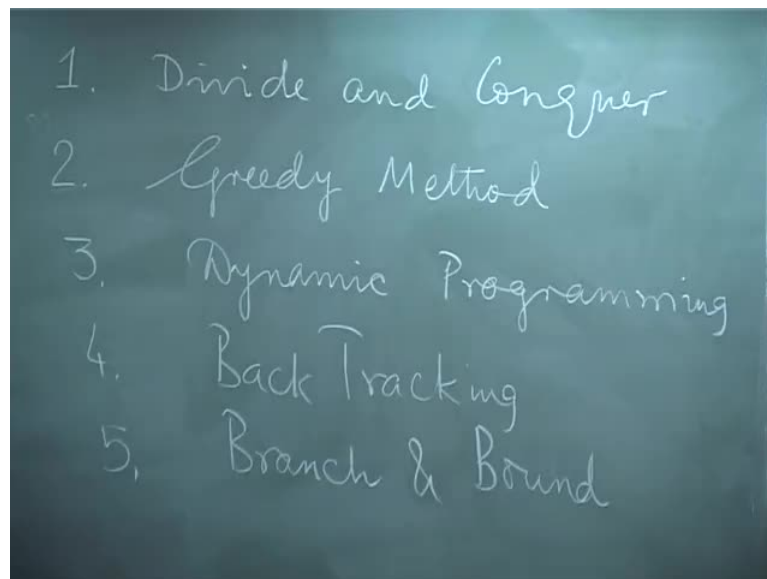 1. Divide and Conquer
2. Greedy Method
3. Dynamic Programming
4. Back Tracking
5. Branch & Bound